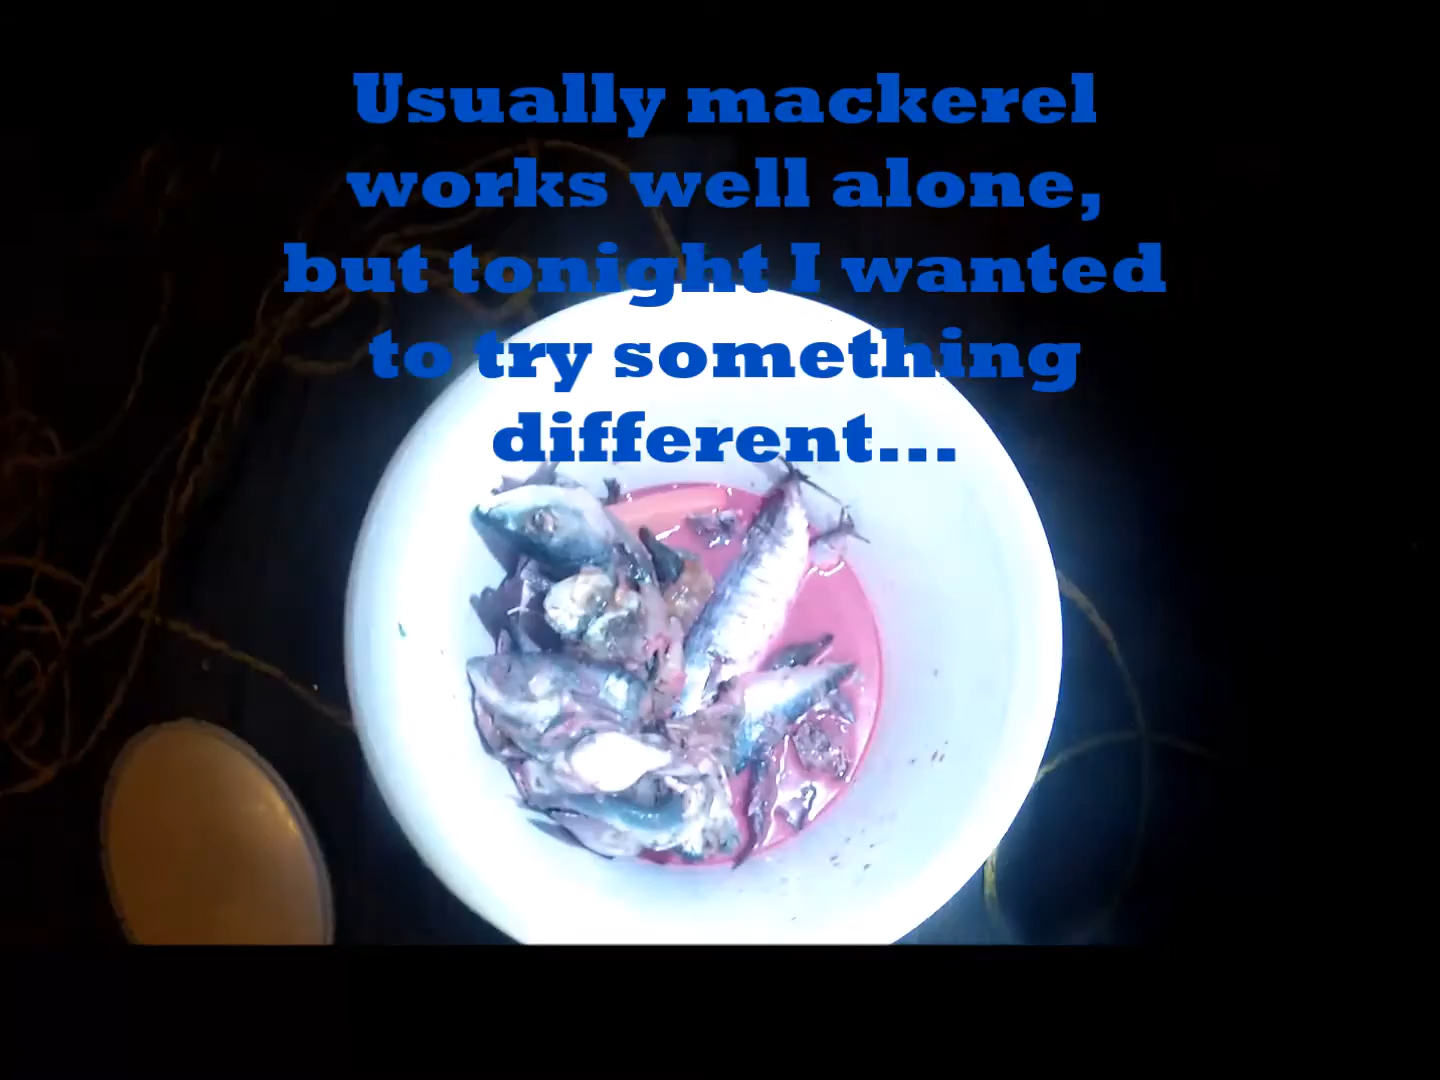 Usually mackerel
works well alone,
but tonight I wanted
to try something
different...